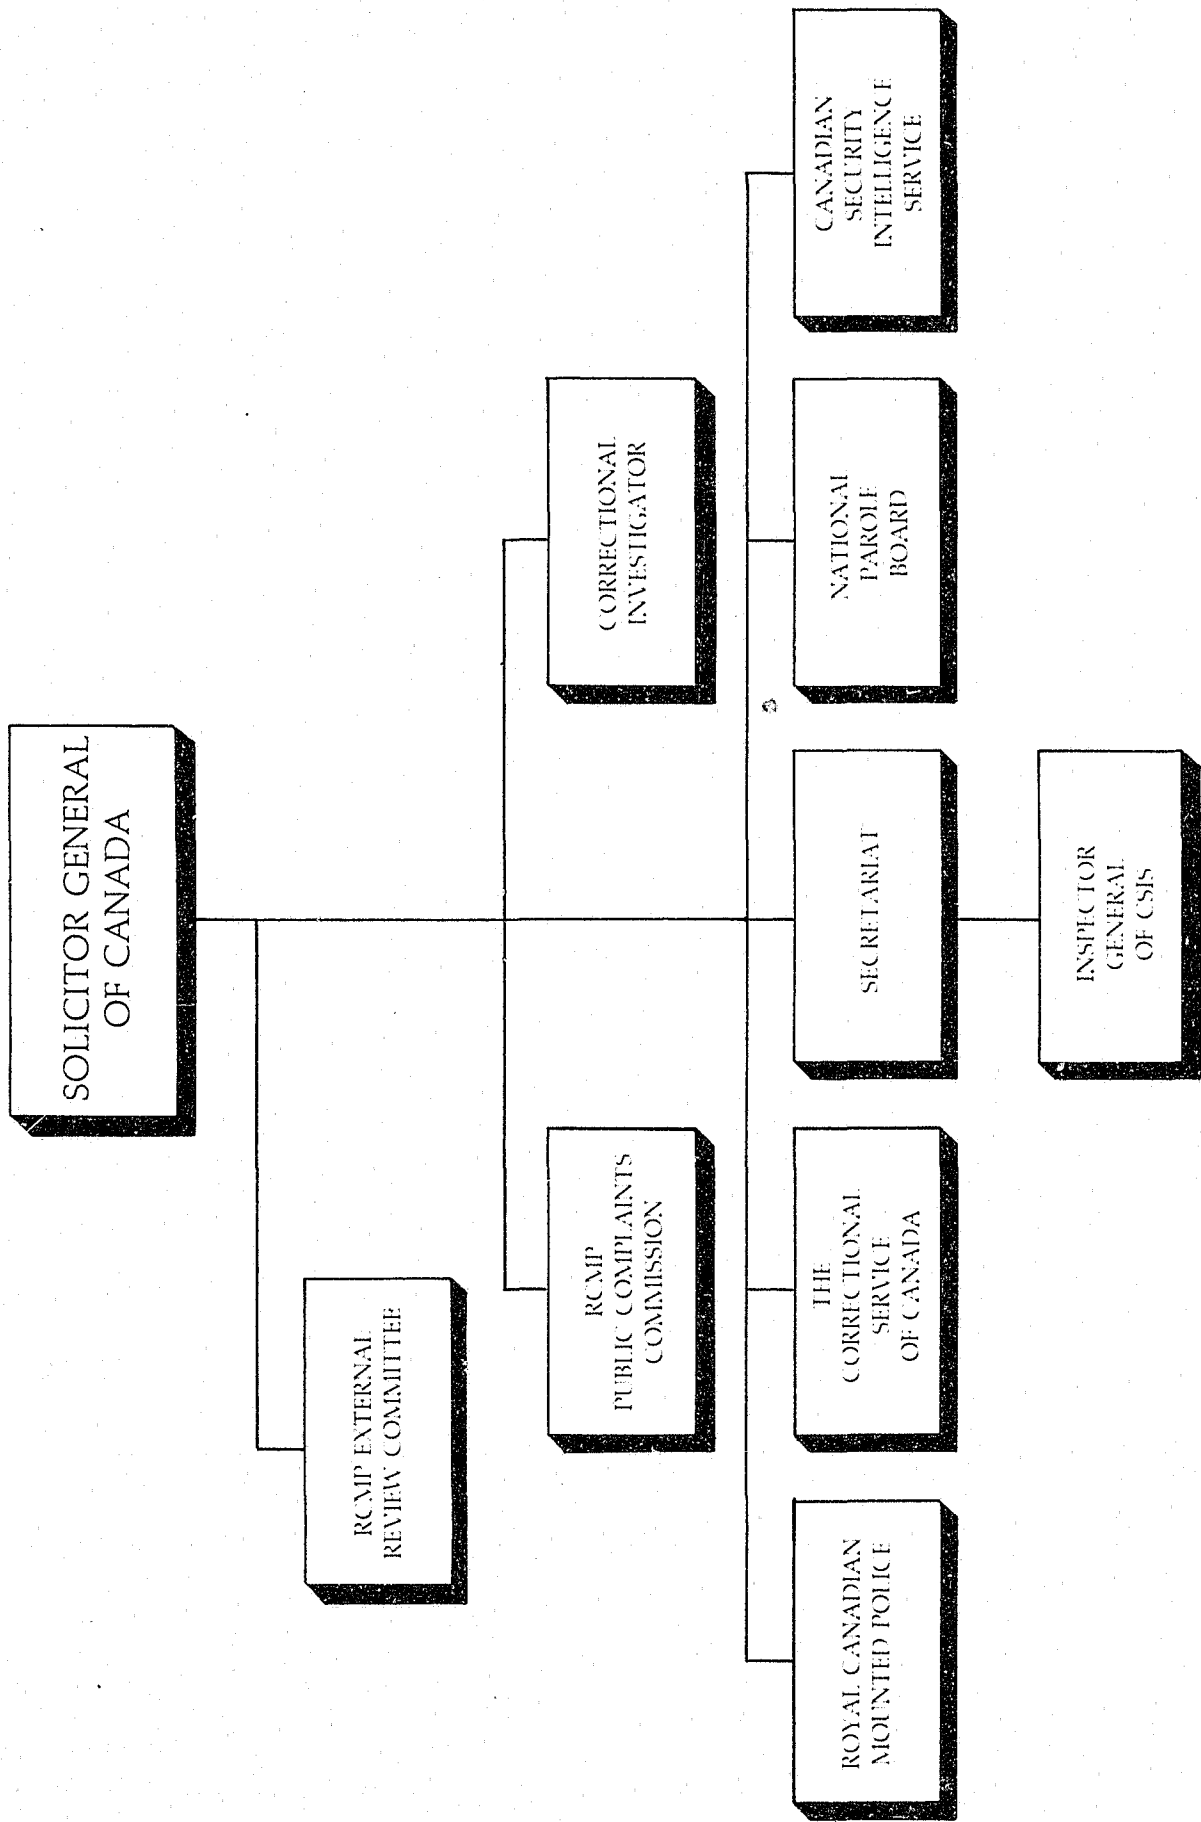 SOLICITOR GENERAL
OF CANADA
RCMP EXTERNAL
REVIEW COMMITTEE
RCMP
PUBLIC COMPLAINTS
COMMISSION
CORRECTIONAL
INVESTIGATOR
ROYAL CANADIAN
MOUNTED POLICE
THE
CORRECTIONAL
SERVICE
OF CANADA
SECRETARIAT
NATIONAL
PAROLE
BOARD
CANADIAN
SECURITY
INTELLIGENCE
SERVICE
INSPECTOR
GENERAL
OF CSIS